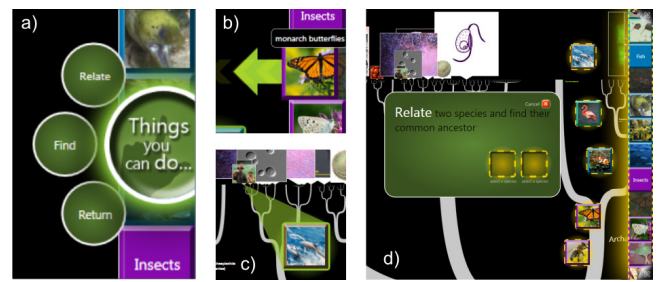 a)
Relate
Find
Return
Things
you
can do...
Insects
b)
Insects
monarch butterflies
c)
d)
Cancel
Relate two species and find their
common ancestor
Fish
Insects
Archa